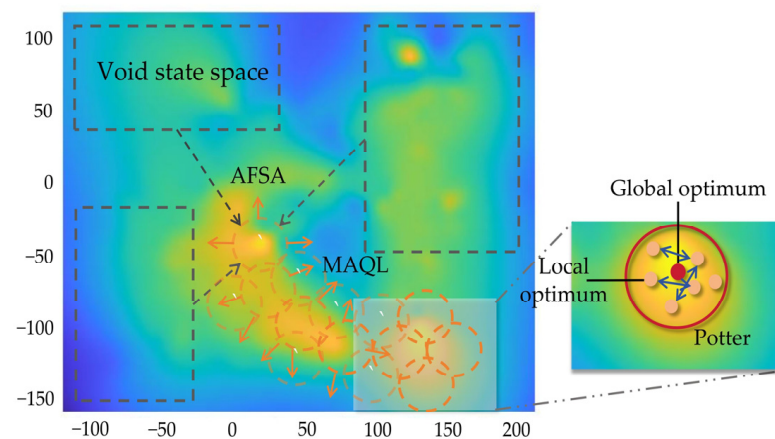 100
Void state space
50
0
AFSA
Global optimum
−50
MAQL
Local
optimum
−100
Potter
−150
−100
−50
0
50
100
150
200